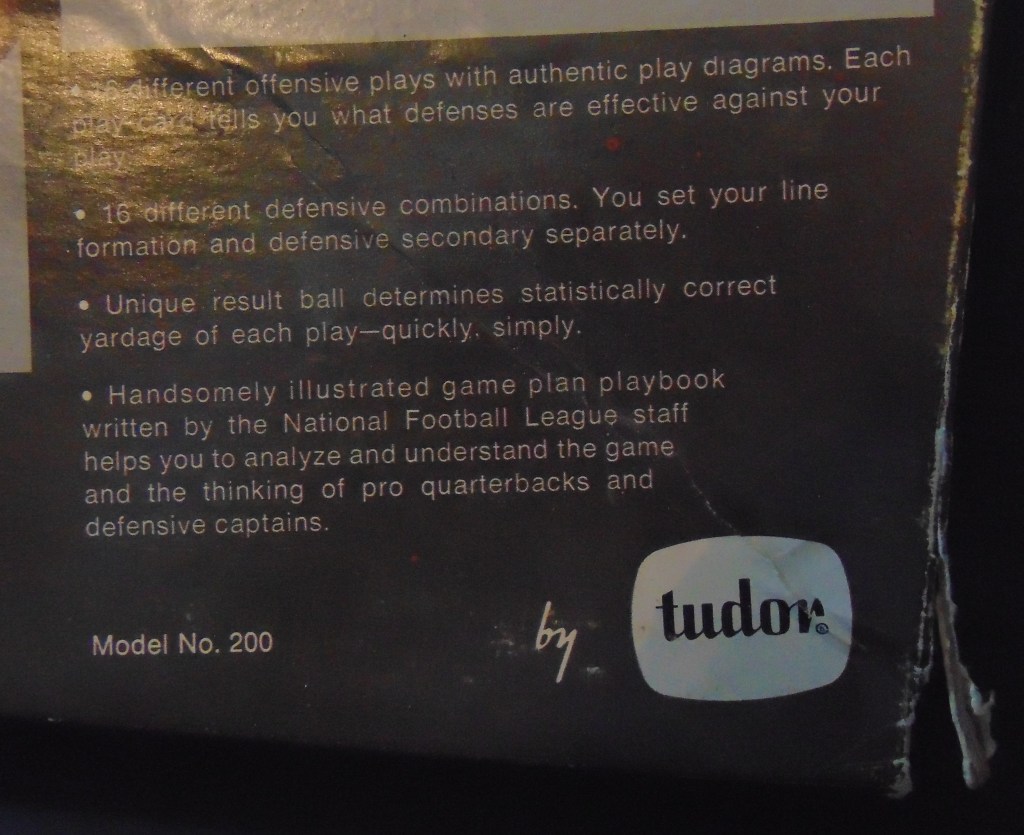 • 16 different offensive plays with authentic play diagrams. Each
play card tells you what defenses are effective against your
play.
• 16 different defensive combinations. You set your line
formation and defensive secondary separately.
• Unique result ball determines statistically correct
yardage of each play—quickly, simply.
• Handsomely illustrated game plan playbook
written by the National Football League staff
helps you to analyze and understand the game
and the thinking of pro quarterbacks and
defensive captains.
Model No. 200
by
tudor®